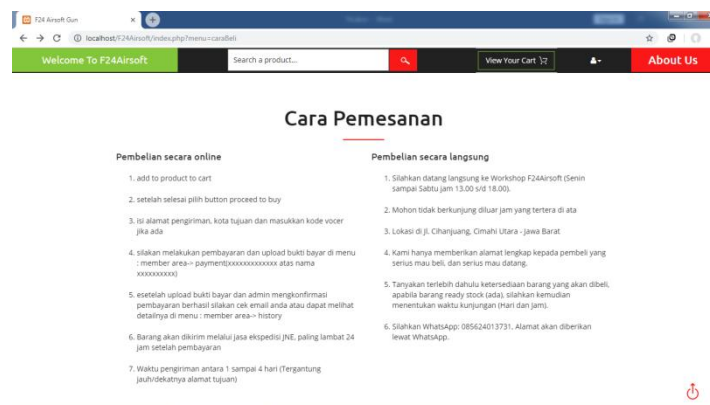 F24 Airsoft Gun
localhost/F24Airsoft/index.php?menu=caraBeli
Welcome To F24Airsoft
Search a product...
View Your Cart
About Us
Cara Pemesanan
Pembelian secara online
1. add to product to cart
2. setelah selesai pilih button proceed to buy
3. isi alamat pengiriman, kota tujuan dan masukkan kode vocer
jika ada
4. silakan melakukan pembayaran dan upload bukti bayar di menu
: member area-> payment(xxxxxxxxxxxxx atas nama
xxxxxxxxxx)
5. esetelah upload bukti bayar dan admin mengkonfirmasi
pembayaran berhasil silakan cek email anda atau dapat melihat
detailnya di menu : member area-> history
6. Barang akan dikirim melalui jasa ekspedisi JNE, paling lambat 24
jam setelah pembayaran
7. Waktu pengiriman antara 1 sampai 4 hari (Tergantung
jauh/dekatnya alamat tujuan)
Pembelian secara langsung
1. Silahkan datang langsung ke Workshop F24Airsoft (Senin
sampai Sabtu jam 13.00 s/d 18.00).
2. Mohon tidak berkunjung diluar jam yang tertera di ata
3. Lokasi di Jl. Cihanjuang, Cimahi Utara - Jawa Barat
4. Kami hanya memberikan alamat lengkap kepada pembeli yang
serius mau beli, dan serius mau datang.
5. Tanyakan terlebih dahulu ketersediaan barang yang akan dibeli,
apabila barang ready stock (ada), silahkan kemudian
menentukan waktu kunjungan (Hari dan Jam).
6. Silahkan WhatsApp: 085624013731. Alamat akan diberikan
lewat WhatsApp.